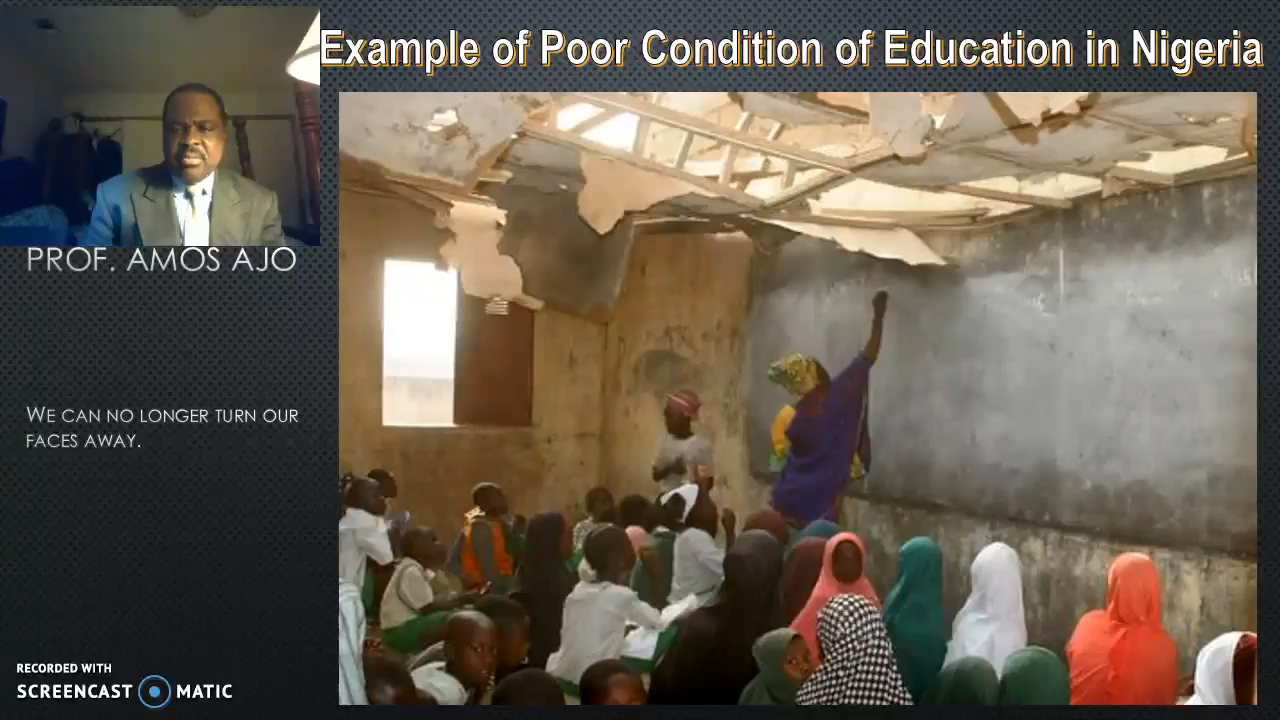 Example of Poor Condition of Education in Nigeria
PROF. AMOS AJO
WE CAN NO LONGER TURN OUR
FACES AWAY.
RECORDED WITH
SCREENCAST MATIC